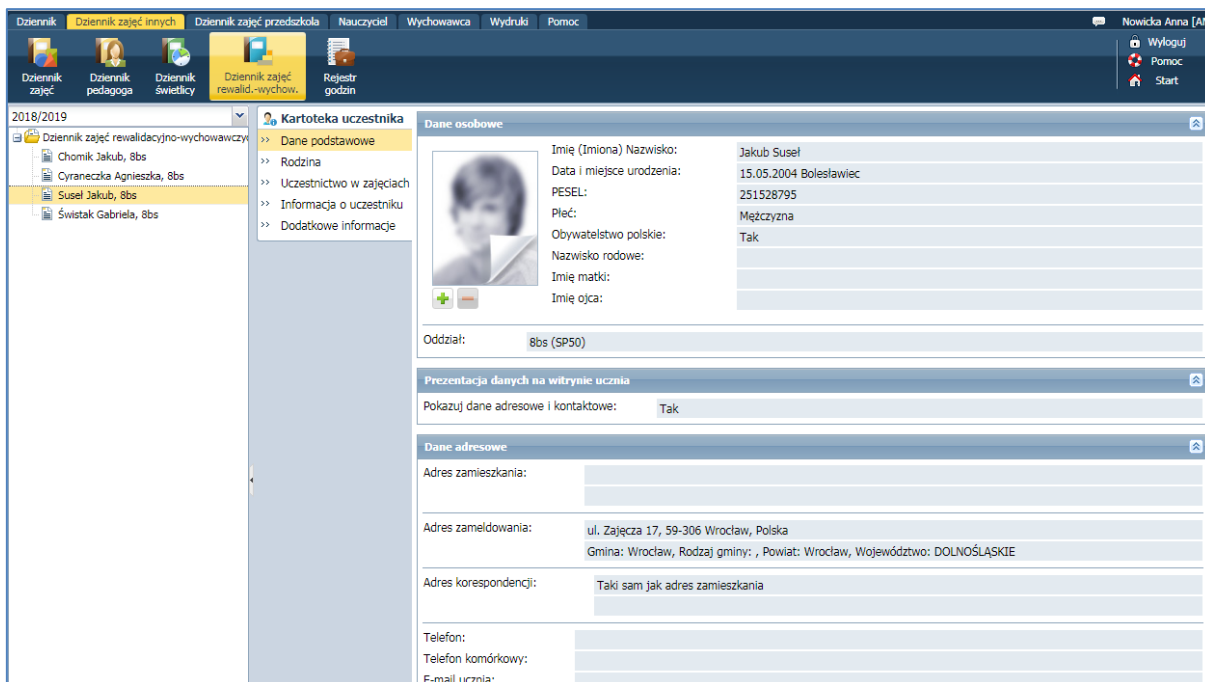 Dziennik Dziennik zajęć innych Dziennik zajęć przedszkola Nauczyciel Wychowawca Wydruki Pomoc Nowicka Anna [AN
Dziennik zajęć
Dziennik pedagoga
Dziennik świetlicy
Dziennik zajęć rewalid.-wychow.
Rejestr godzin
Wyloguj
Pomoc
Start
2018/2019
Dziennik zajęć rewalidacyjno-wychowawczyc
Chomik Jakub, 8bs
Cyraneczka Agnieszka, 8bs
Suseł Jakub, 8bs
Świstak Gabriela, 8bs
Kartoteka uczestnika
Dane podstawowe
Rodzina
Uczestnictwo w zajęciach
Informacja o uczestniku
Dodatkowe informacje
Dane osobowe
Imię (Imiona) Nazwisko: Jakub Suseł
Data i miejsce urodzenia: 15.05.2004 Bolesławiec
PESEL: 251528795
Płeć: Mężczyzna
Obywatelstwo polskie: Tak
Nazwisko rodowe:
Imię matki:
Imię ojca:
Oddział: 8bs (SP50)
Prezentacja danych na witrynie ucznia
Pokazuj dane adresowe i kontaktowe: Tak
Dane adresowe
Adres zamieszkania:
Adres zameldowania: ul. Zajęcza 17, 59-306 Wrocław, Polska
Gmina: Wrocław, Rodzaj gminy: , Powiat: Wrocław, Województwo: DOLNOŚLĄSKIE
Adres korespondencji: Taki sam jak adres zamieszkania
Telefon:
Telefon komórkowy:
E-mail ucznia: